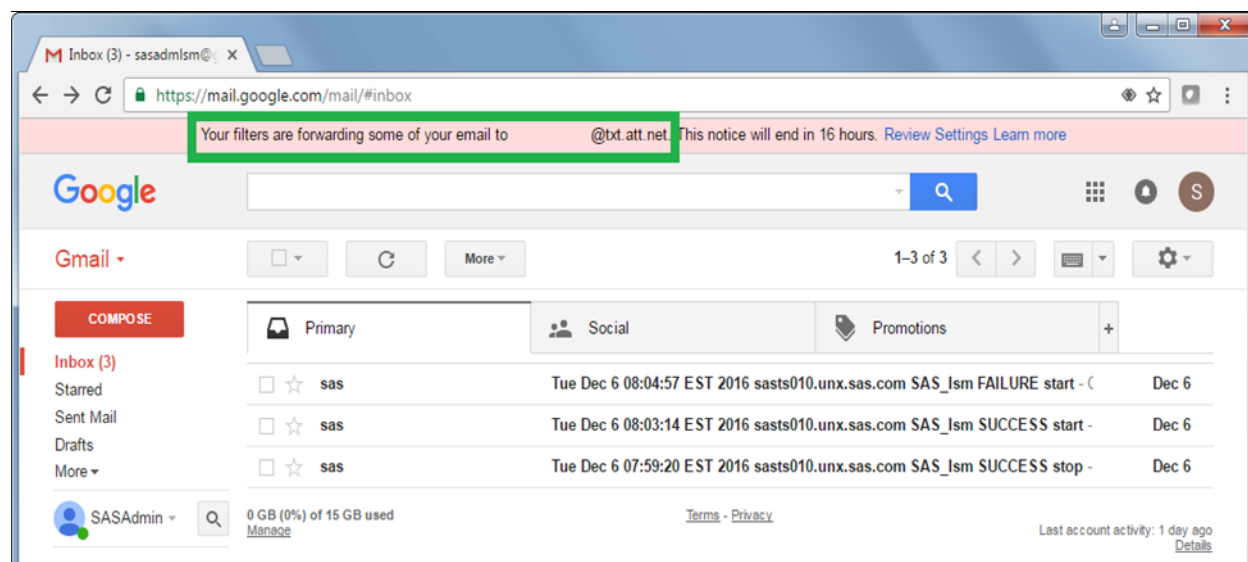 Inbox (3) - sasadmlsm@g
https://mail.google.com/mail/#inbox
Your filters are forwarding some of your email to @txt.att.net. This notice will end in 16 hours. Review Settings Learn more
Google
S
Gmail
More
1–3 of 3
COMPOSE
Primary
Social
Promotions
+
Inbox (3)
Starred
Sent Mail
Drafts
More
sas Tue Dec 6 08:04:57 EST 2016 sasts010.unx.sas.com SAS_lsm FAILURE start - Dec 6
sas Tue Dec 6 08:03:14 EST 2016 sasts010.unx.sas.com SAS_lsm SUCCESS start - Dec 6
sas Tue Dec 6 07:59:20 EST 2016 sasts010.unx.sas.com SAS_lsm SUCCESS stop - Dec 6
SASAdmin
0 GB (0%) of 15 GB used
Manage
Terms - Privacy
Last account activity: 1 day ago
Details